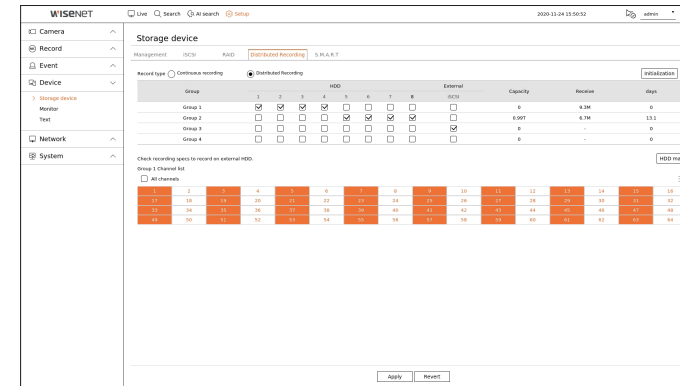 WISENET Live Search AI search Setup 2020-11-24 15:50:52 admin
Camera
Record
Event
Device
Storage device
Monitor
Text
Network
System
Storage device
Management iSCSI RAID Distributed Recording S.M.A.R.T
Record type Continuous recording Distributed Recording Initialization
Group HDD External Capacity Receive days
1 2 3 4 5 6 7 8 iSCSI
Group 1 0 9.3M 0
Group 2 0.99T 6.7M 13.1
Group 3 0 - 0
Group 4 0 - 0
Check recording specs to record on external HDD. HDD ma
Group 1 Channel list
All channels
1 2 3 4 5 6 7 8 9 10 11 12 13 14 15 16
17 18 19 20 21 22 23 24 25 26 27 28 29 30 31 32
33 34 35 36 37 38 39 40 41 42 43 44 45 46 47 48
49 50 51 52 53 54 55 56 57 58 59 60 61 62 63 64
Apply Revert